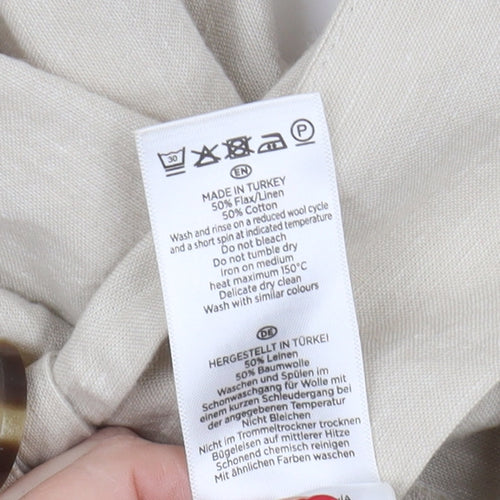 30
P
EN
MADE IN TURKEY
50% Flax/Linen
50% Cotton
Wash and rinse on a reduced wool cycle
and a short spin at indicated temperature
Do not bleach
Do not tumble dry
Iron on medium
heat maximum 150°C
Delicate dry clean
Wash with similar colours
DE
HERGESTELLT IN TÜRKEI
50% Leinen
50% Baumwolle
Waschen und Spülen im
Schonwaschgang für Wolle mit
einem kurzen Schleudergang bei
der angegebenen Temperatur
Nicht Bleichen
Nicht im Trommeltrockner trocknen
Bügeleisen auf mittlerer Hitze
Schonend chemisch reinigen
Mit ähnlichen Farben waschen